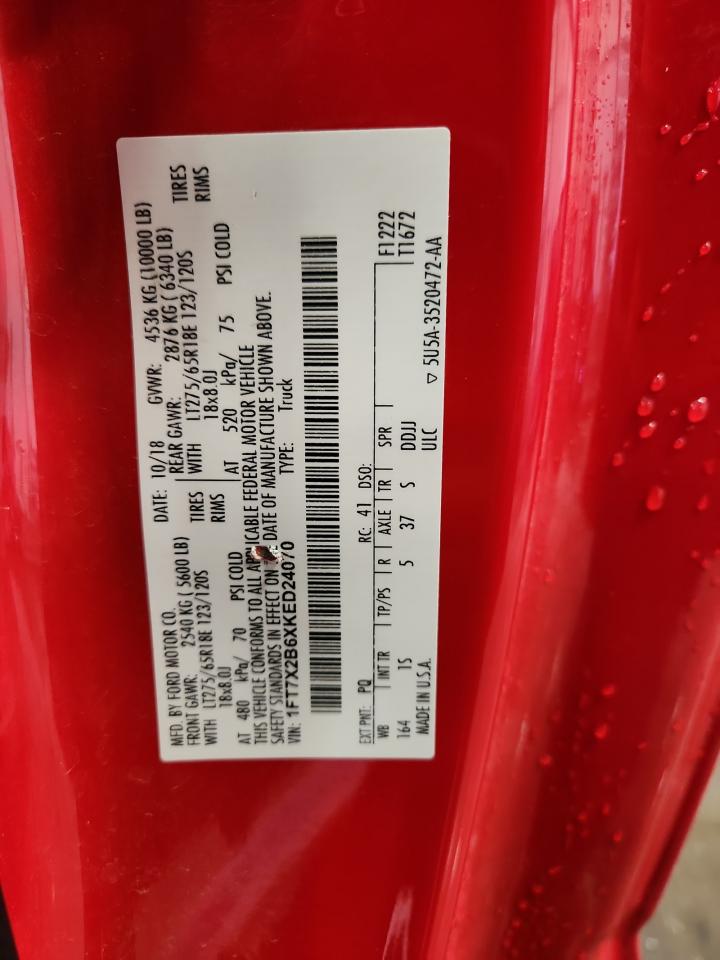 MFD. BY FORD MOTOR CO.
DATE: 10/18 GVWR: 4536 KG (10000 LB)
FRONT GAWR: 2540 KG ( 5600 LB) REAR GAWR: 2876 KG ( 6340 LB)
WITH LT275/65R18E 123/120S TIRES WITH LT275/65R18E 123/120S TIRES
18x8.0J RIMS 18x8.0J RIMS
AT 480 kPa/ 70 PSI COLD AT 520 kPa/ 75 PSI COLD
THIS VEHICLE CONFORMS TO ALL APPLICABLE FEDERAL MOTOR VEHICLE
SAFETY STANDARDS IN EFFECT ON DATE OF MANUFACTURE SHOWN ABOVE.
VIN: 1FT7X2B6XKED24070 TYPE: Truck
EXT PNT: PQ RC: 41 DSO: F1222
WB INT TR TP/PS R AXLE TR SPR T1672
164 1S 5 37 S DDJJ
MADE IN U.S.A. ULC
▽ 5U5A-3520472-AA